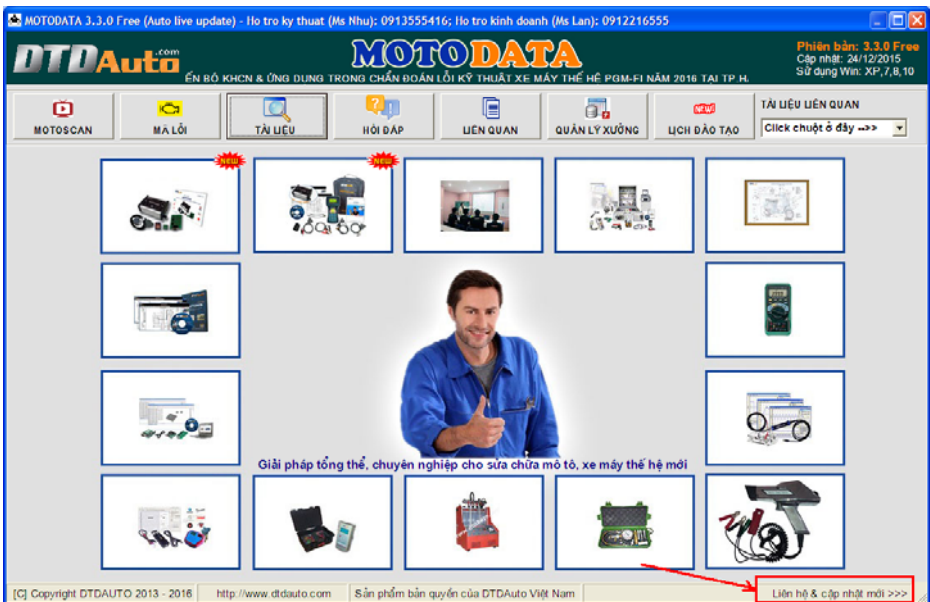 MOTODATA 3.3.0 Free (Auto live update) - Ho tro ky thuat (Ms Nhu): 0913555416; Ho tro kinh doanh (Ms Lan): 0912216555
DTDAuto.com
MOTODATA
ẾN BỘ KHCN & ỨNG DỤNG TRONG CHẨN ĐOÁN LỖI KỸ THUẬT XE MÁY THẾ HỆ PGM-FI NĂM 2016 TẠI TP.H.
Phiên bản: 3.3.0 Free
Cập nhật: 24/12/2015
Sử dụng Win: XP,7,8,10
MOTOSCAN
MÃ LỖI
TÀI LIỆU
HỎI ĐÁP
LIÊN QUAN
QUẢN LÝ XƯỞNG
NEW
LỊCH ĐÀO TẠO
TÀI LIỆU LIÊN QUAN
Click chuột ở đây -->>
NEW
NEW
Giải pháp tổng thể, chuyên nghiệp cho sửa chữa mô tô, xe máy thế hệ mới
[C] Copyright DTDAUTO 2013 - 2016
http://www.dtdauto.com
Sản phẩm bản quyền của DTDAuto Việt Nam
Liên hệ & cập nhật mới >>>